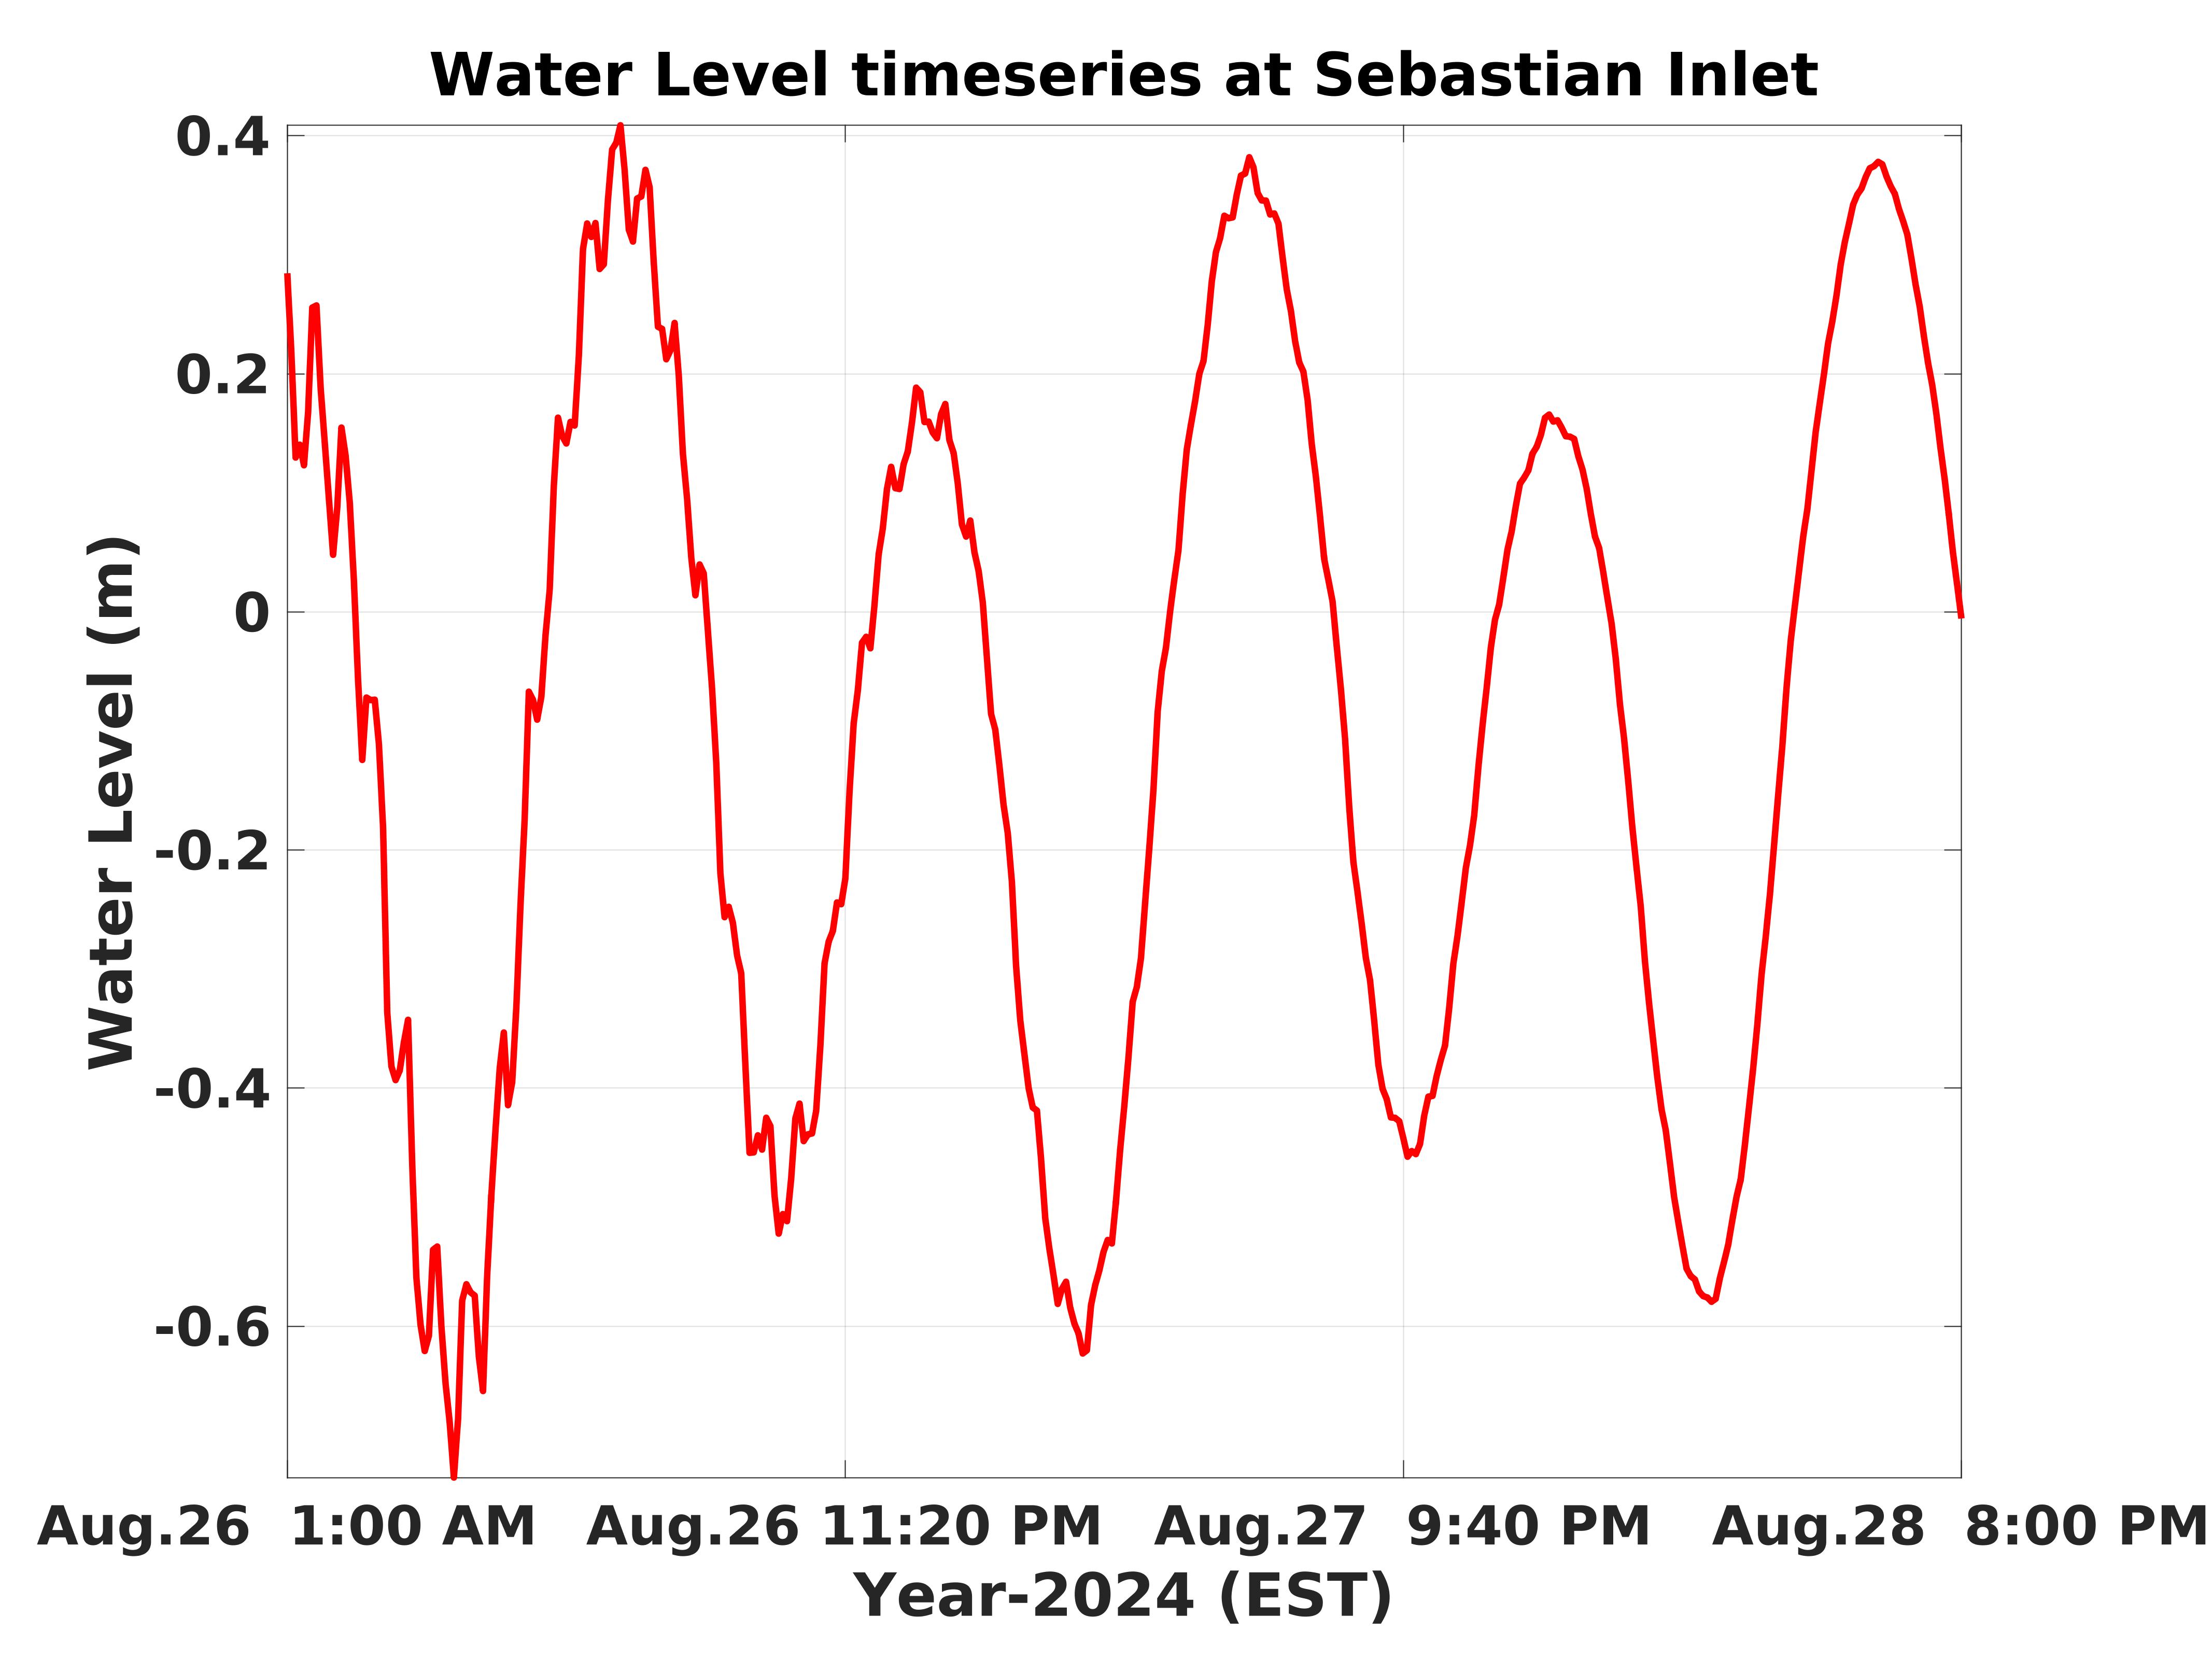 Water Level timeseries at Sebastian Inlet
0.4
0.2
0
-0.2
-0.4
-0.6
Water Level (m)
Aug.26 1:00 AM Aug.26 11:20 PM Aug.27 9:40 PM Aug.28 8:00 PM
Year-2024 (EST)